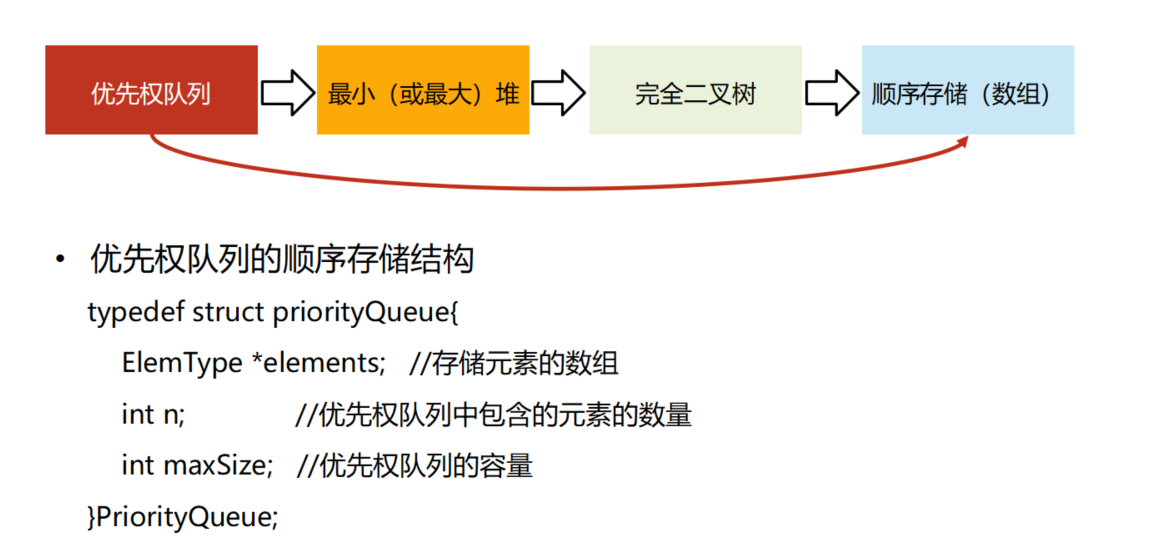 优先权队列
最小（或最大）堆
完全二叉树
顺序存储（数组）
• 优先权队列的顺序存储结构
typedef struct priorityQueue{
ElemType *elements; //存储元素的数组
int n; //优先权队列中包含的元素的数量
int maxSize; //优先权队列的容量
}PriorityQueue;